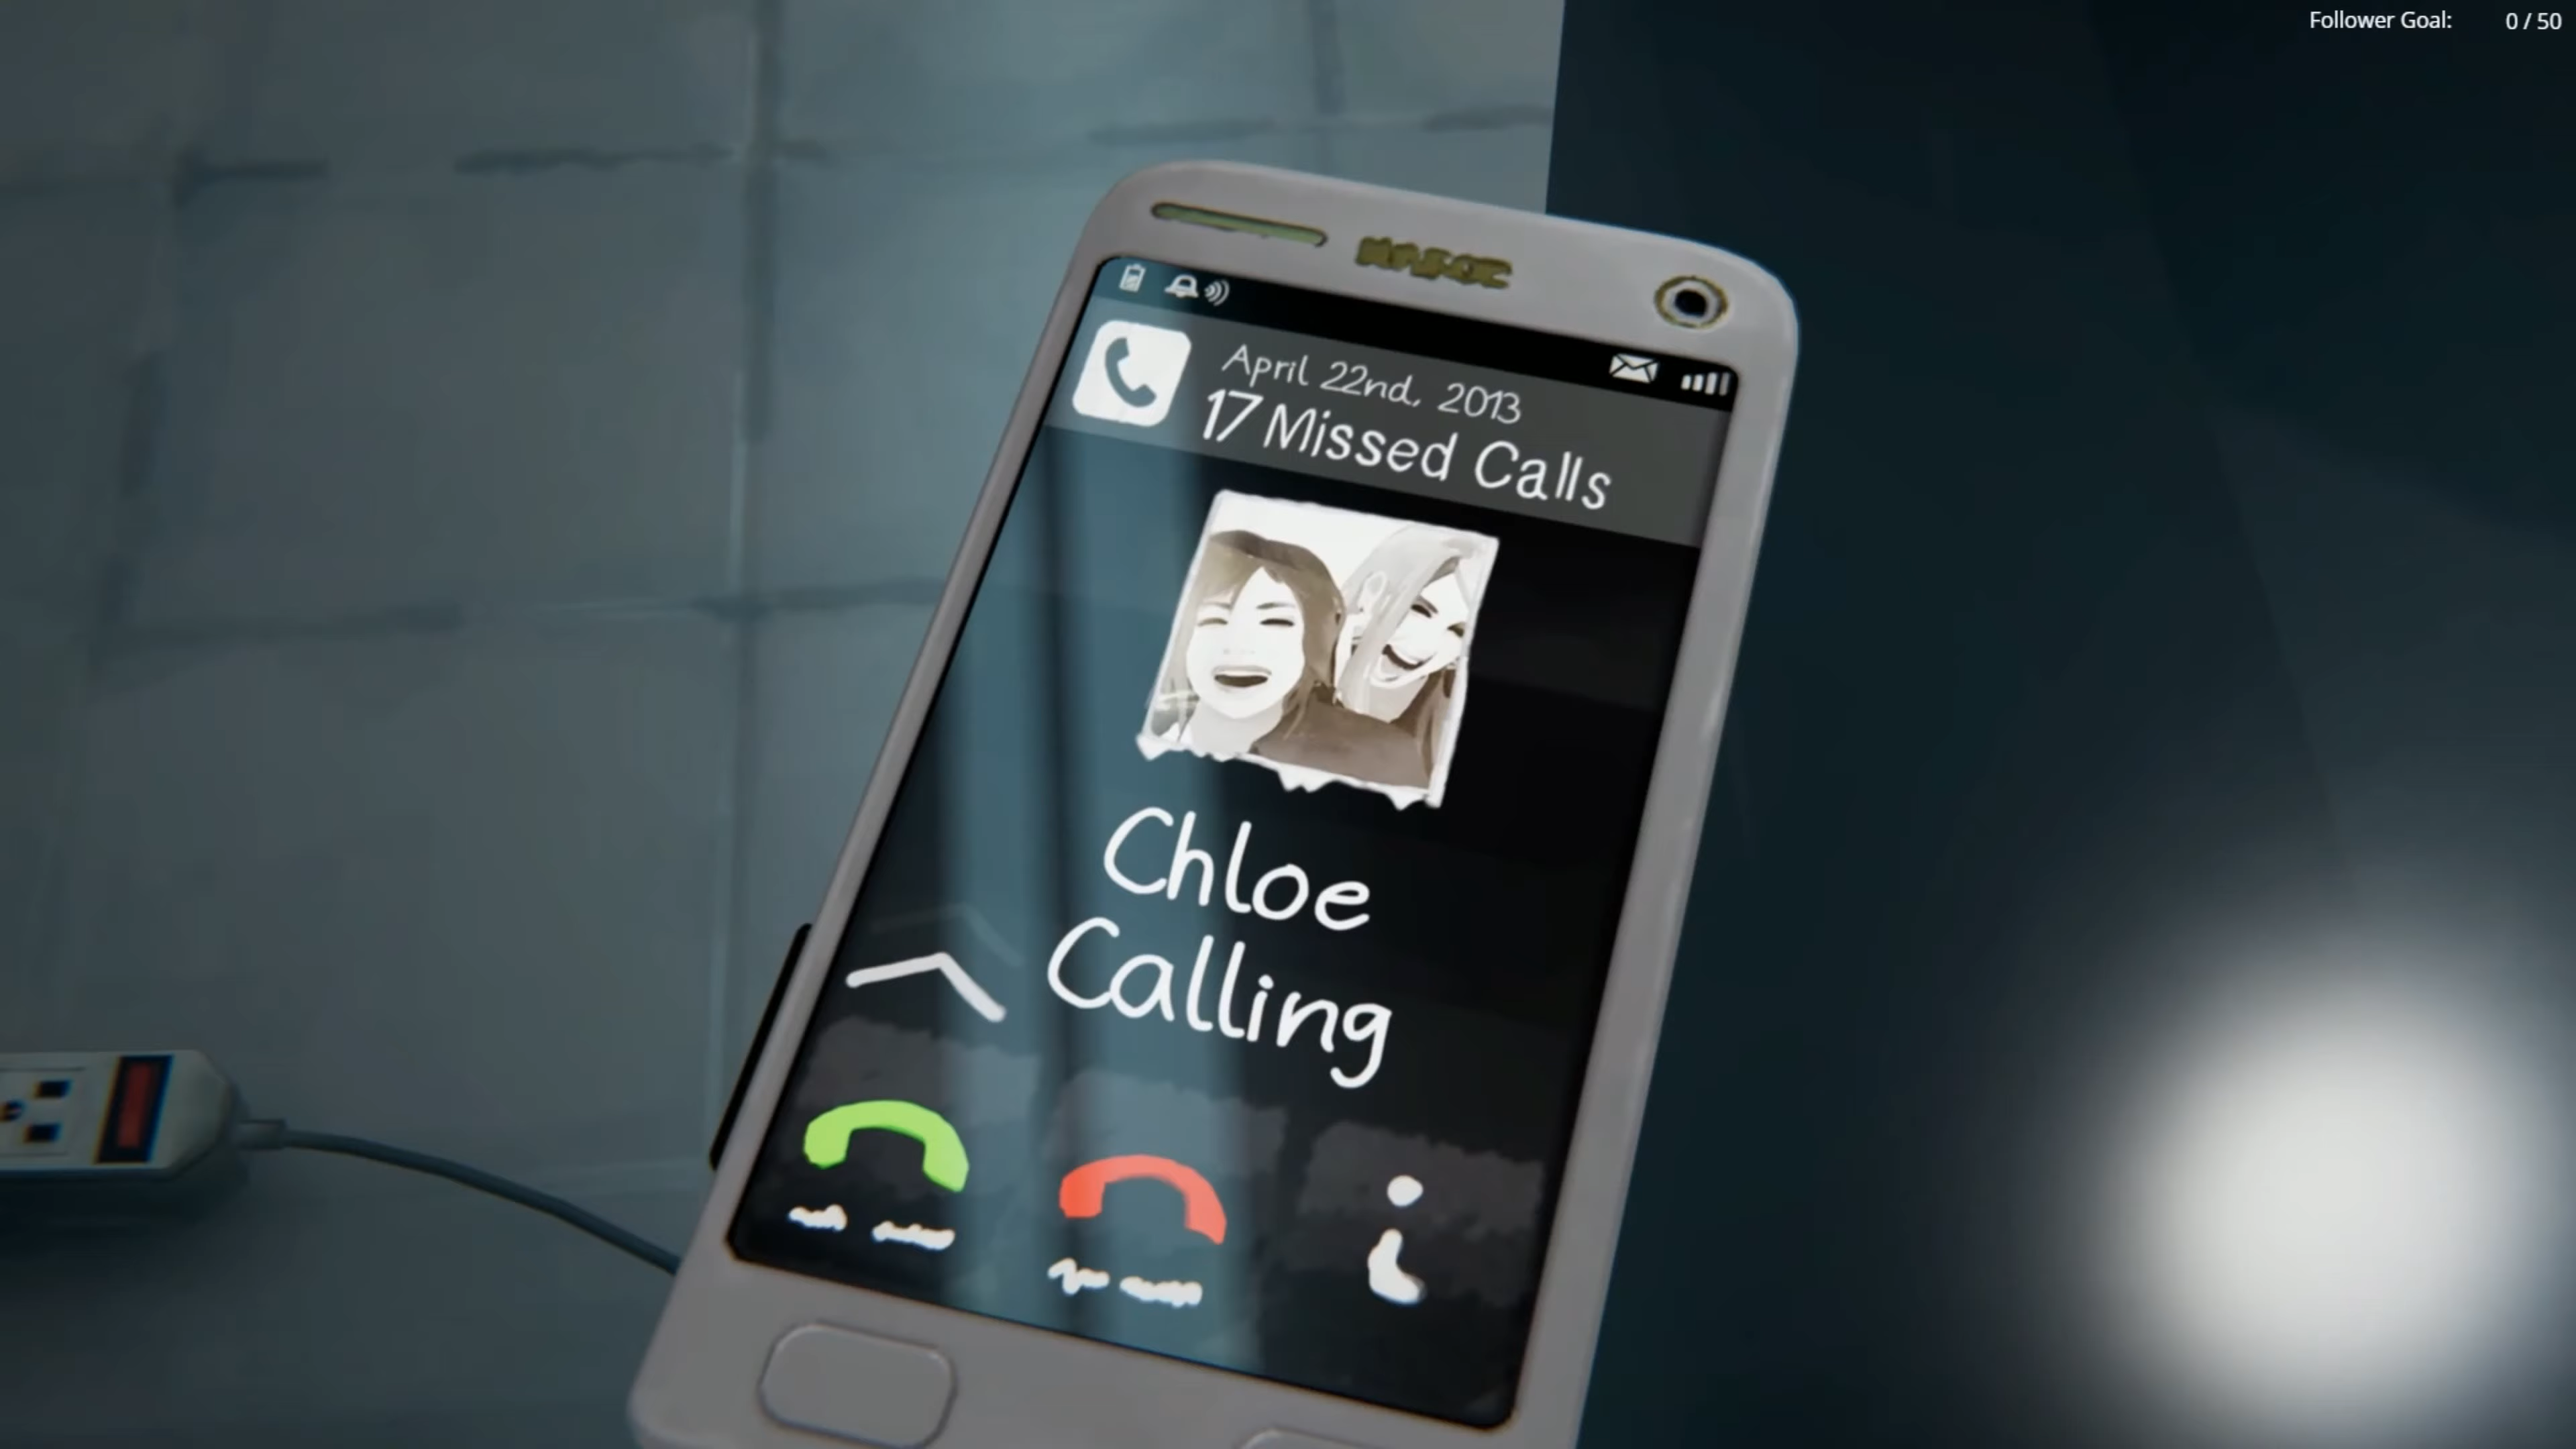 Follower Goal: 0 / 50
April 22nd, 2013
17 Missed Calls
Chloe
Calling